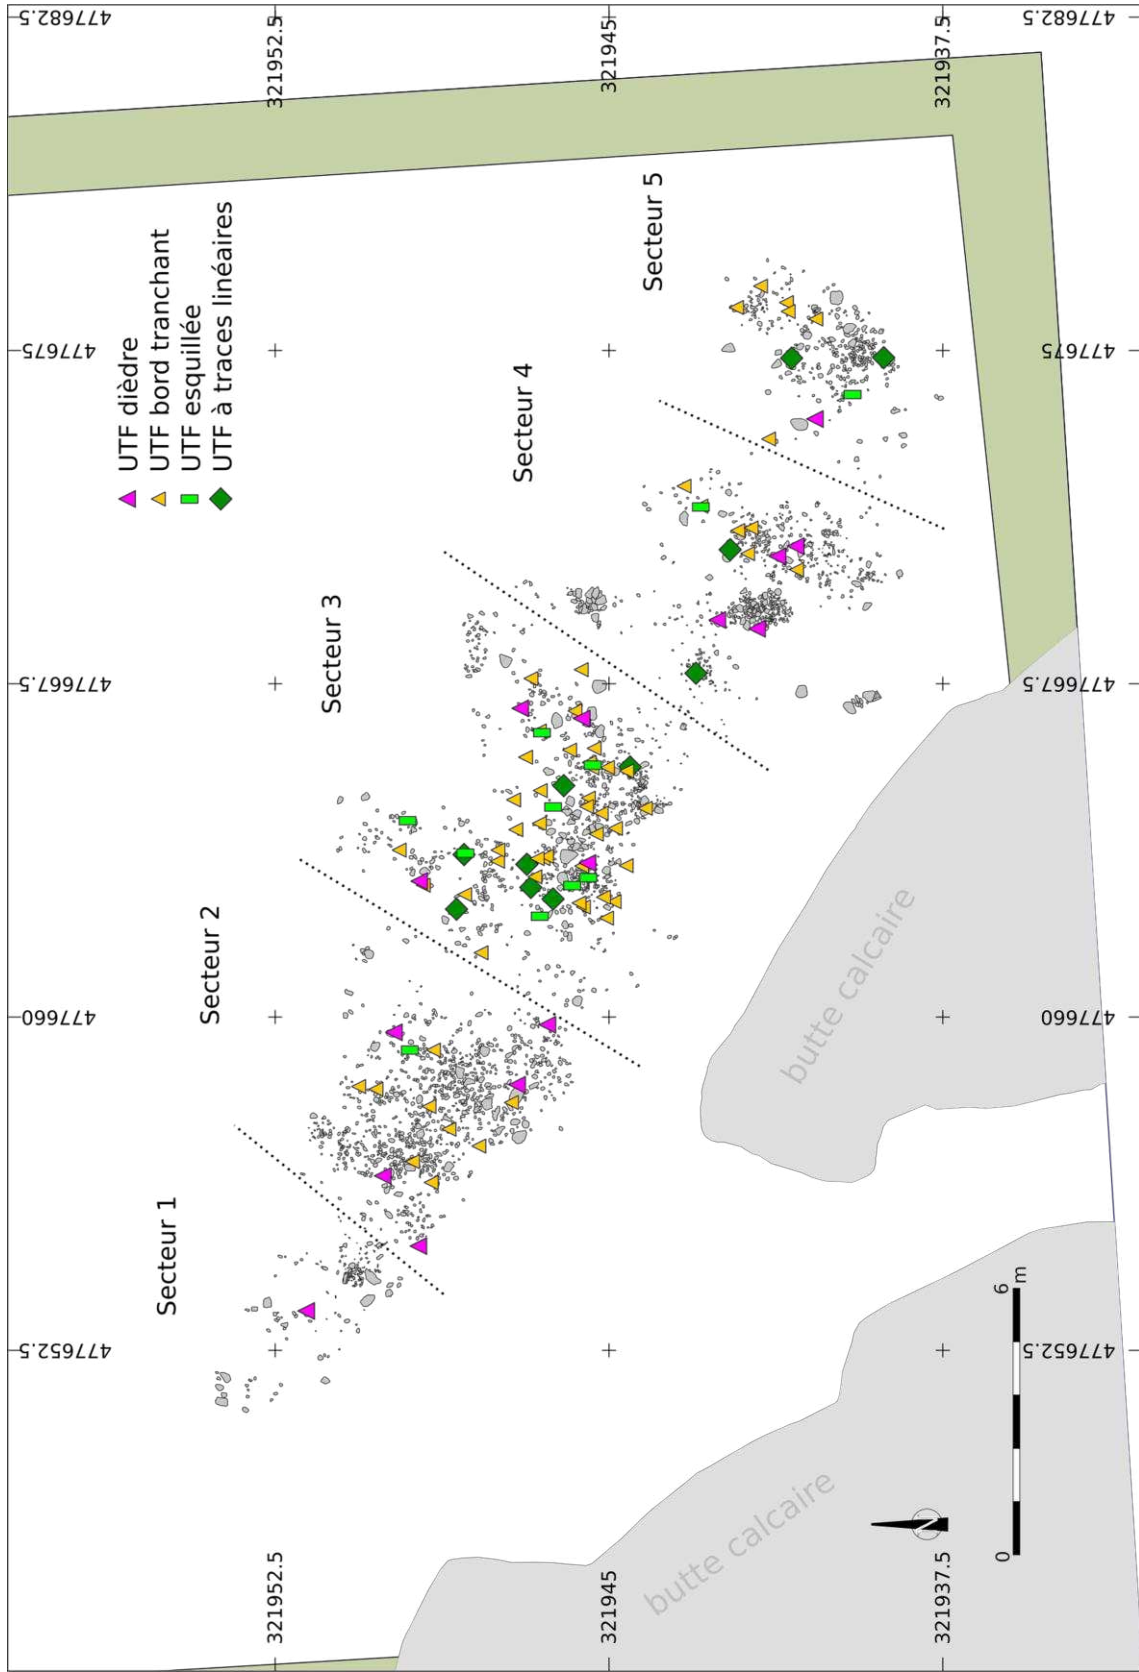 477682.5
477682.5
321952.5
321945
321937.5
UTF dièdre
UTF bord tranchant
UTF esquillée
UTF à traces linéaires
Secteur 5
477675
477675
Secteur 4
Secteur 3
477667.5
477667.5
Secteur 2
477660
477660
butte calcaire
Secteur 1
477652.5
477652.5
butte calcaire
N
0
6
m
321952.5
321945
321937.5